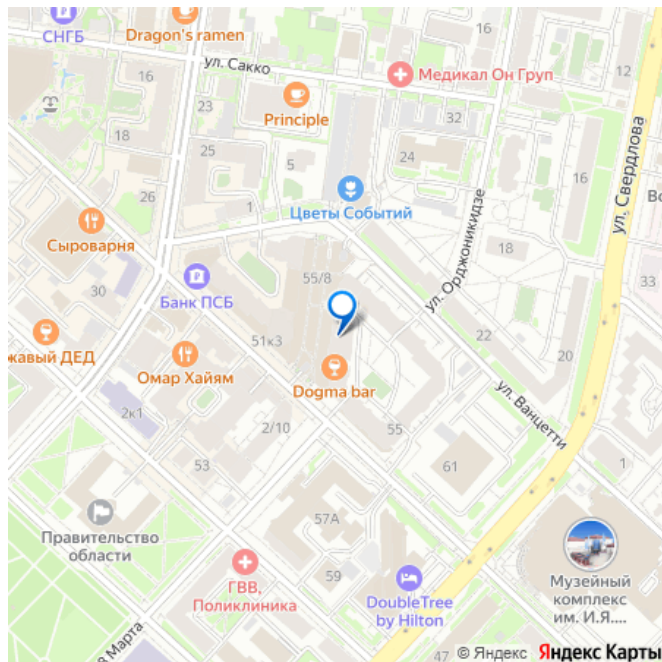 СНГБ
Dragon's ramen
16
ул. Сакко
12
Медикал Он Груп
23
Principle
32
18
25
24
5
16
ул. Свердлова
26
1
Цветы Событий
ул. Орджоникидзе
Сыроварня
18
33
55/8
30
Банк ПСБ
22
20
51к3
жавый ДЕД
Омар Хайям
Dogma bar
ул. Ванцетти
2к1
2/10
55
53
61
1
57А
Правительство
области
ГВВ,
Поликлиника
59
DoubleTree
by Hilton
Музейный
комплекс
им. И.Я....
8 Марта
47
© Яндекс Яндекс Карты